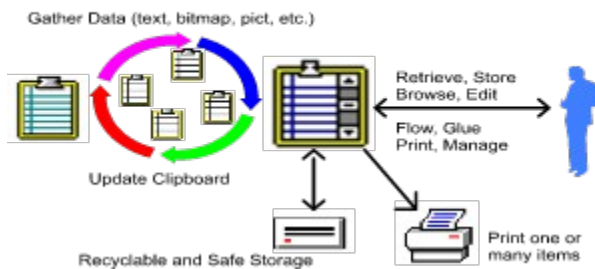 Gather Data (text, bitmap, pict, etc.)
Retrieve, Store
Browse, Edit
Flow, Glue
Print, Manage
Update Clipboard
Recyclable and Safe Storage
Print one or
many items